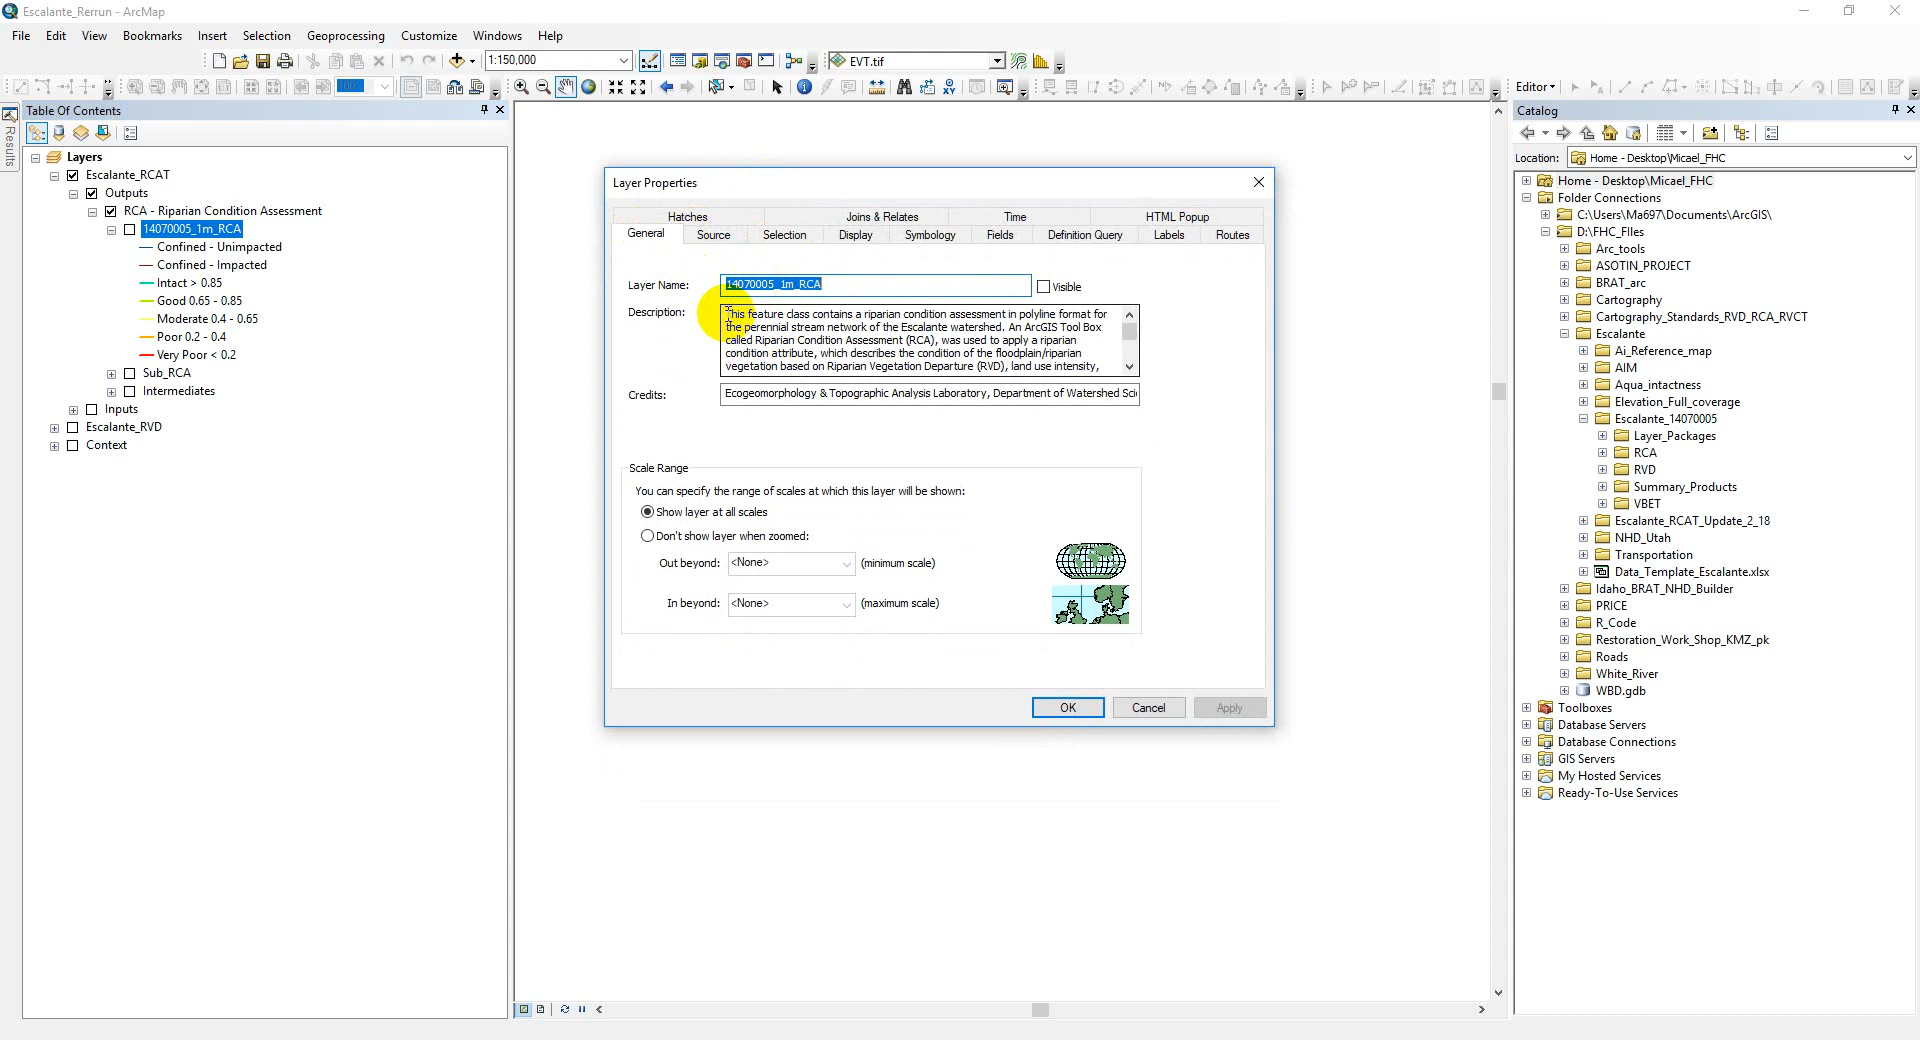 Escalante_Rerrun - ArcMap
File Edit View Bookmarks Insert Selection Geoprocessing Customize Windows Help
1:150,000
EVT.tif
100%
Editor
Results
Table Of Contents
Layers
Escalante_RCAT
Outputs
RCA - Riparian Condition Assessment
14070005_1m_RCA
Confined - Unimpacted
Confined - Impacted
Intact > 0.85
Good 0.65 - 0.85
Moderate 0.4 - 0.65
Poor 0.2 - 0.4
Very Poor < 0.2
Sub_RCA
Intermediates
Inputs
Escalante_RVD
Context
Layer Properties
Hatches Joins & Relates Time HTML Popup
General Source Selection Display Symbology Fields Definition Query Labels Routes
Layer Name: 14070005_1m_RCA Visible
Description: This feature class contains a riparian condition assessment in polyline format for
the perennial stream network of the Escalante watershed. An ArcGIS Tool Box
called Riparian Condition Assessment (RCA), was used to apply a riparian
condition attribute, which describes the condition of the floodplain/riparian
vegetation based on Riparian Vegetation Departure (RVD), land use intensity,
Credits: Ecogeomorphology & Topographic Analysis Laboratory, Department of Watershed Sci
Scale Range
You can specify the range of scales at which this layer will be shown:
Show layer at all scales
Don't show layer when zoomed:
Out beyond: <None> (minimum scale)
In beyond: <None> (maximum scale)
OK Cancel Apply
Catalog
Location: Home - Desktop\Micael_FHC
Home - Desktop\Micael_FHC
Folder Connections
C:\Users\Ma697\Documents\ArcGIS\
D:\FHC_FIles
Arc_tools
ASOTIN_PROJECT
BRAT_arc
Cartography
Cartography_Standards_RVD_RCA_RVCT
Escalante
Ai_Reference_map
AIM
Aqua_intactness
Elevation_Full_coverage
Escalante_14070005
Layer_Packages
RCA
RVD
Summary_Products
VBET
Escalante_RCAT_Update_2_18
NHD_Utah
Transportation
Data_Template_Escalante.xlsx
Idaho_BRAT_NHD_Builder
PRICE
R_Code
Restoration_Work_Shop_KMZ_pk
Roads
White_River
WBD.gdb
Toolboxes
Database Servers
Database Connections
GIS Servers
My Hosted Services
Ready-To-Use Services